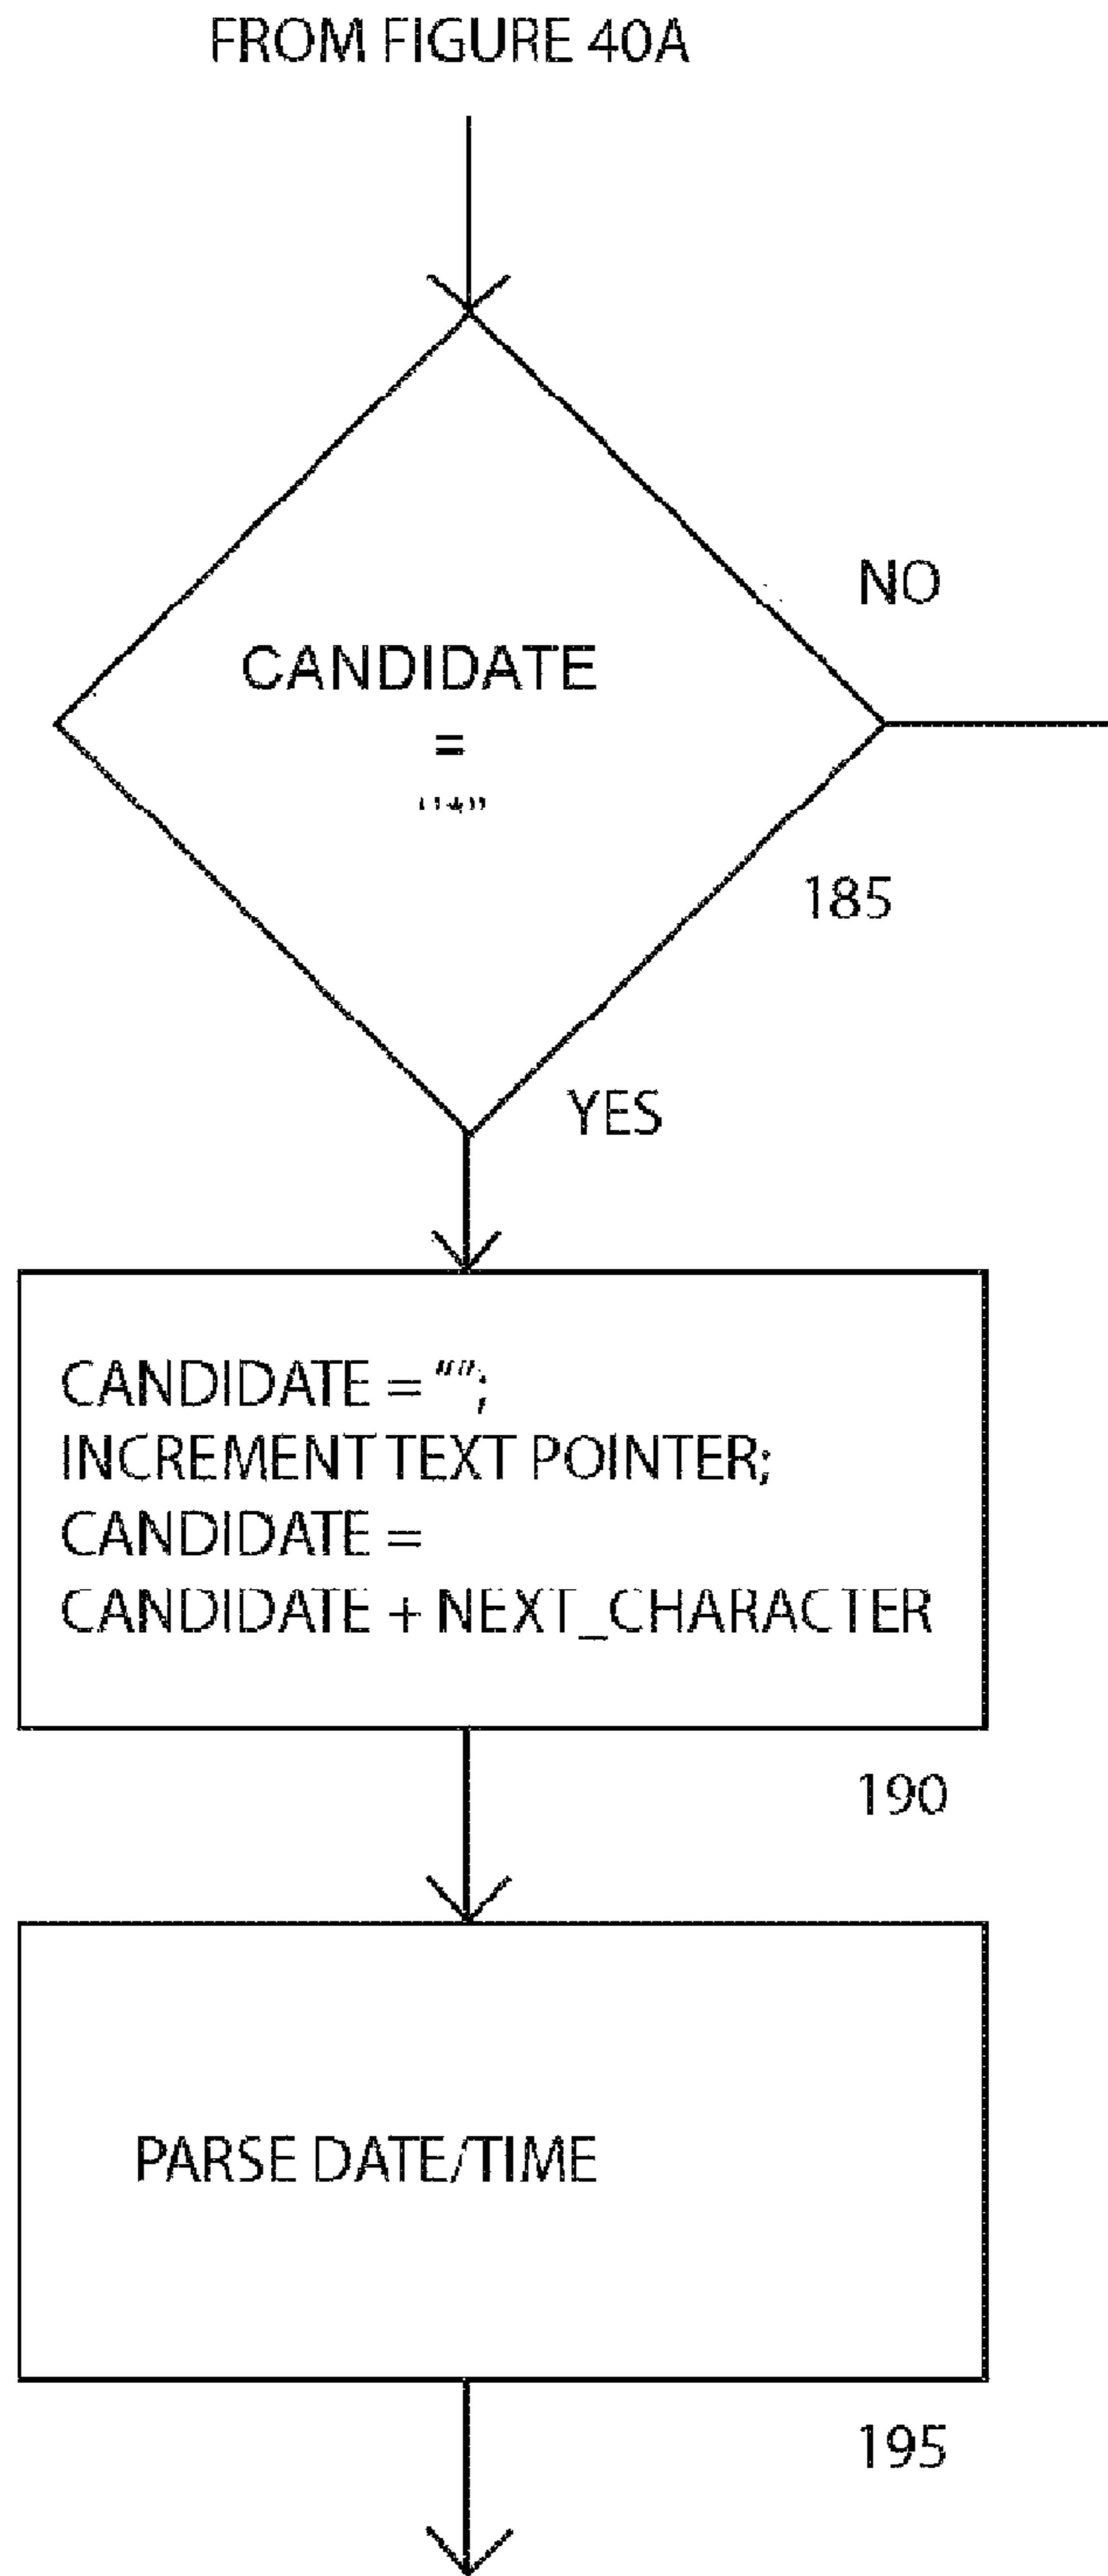 FROM FIGURE 40A
NO
CANDIDATE
=
185
YES
CANDIDATE = “”;
INCREMENT TEXT POINTER;
CANDIDATE =
CANDIDATE + NEXT_CHARACTER
190
PARSE DATE/TIME
195